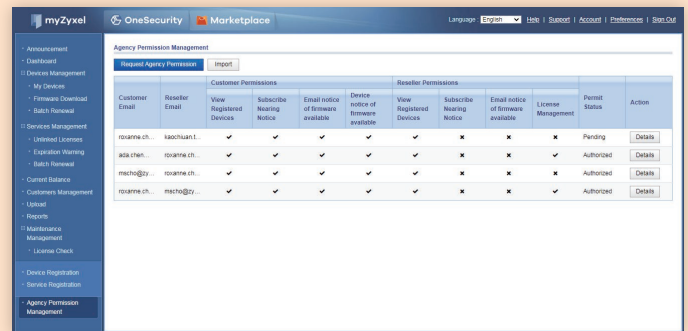 myZyxel OneSecurity Marketplace Language : English Help | Support | Account | Preferences | Sign Out
Announcement
Dashboard
Devices Management
My Devices
Firmware Download
Batch Renewal
Services Management
Unlinked Licenses
Expiration Warning
Batch Renewal
Current Balance
Customers Management
Upload
Reports
Maintenance
Management
License Check
Device Registration
Service Registration
Agency Permission
Management
Agency Permission Management
Request Agency Permission Import
Customer Permissions Reseller Permissions
Customer Email Reseller Email View Registered Devices Subscribe Nearing Notice Email notice of firmware available Device notice of firmware available View Registered Devices Subscribe Nearing Notice Email notice of firmware available License Management Permit Status Action
roxanne.ch... kaochiuan.t... ✔ ✔ ✔ ✔ ✔ ✖ ✖ ✖ Pending Details
ada.chen... roxanne.ch... ✔ ✔ ✔ ✔ ✔ ✖ ✖ ✔ Authorized Details
mscho@zy... roxanne.ch... ✔ ✔ ✔ ✔ ✔ ✖ ✖ ✖ Authorized Details
roxanne.ch... mscho@zy... ✔ ✔ ✔ ✔ ✔ ✖ ✖ ✔ Authorized Details